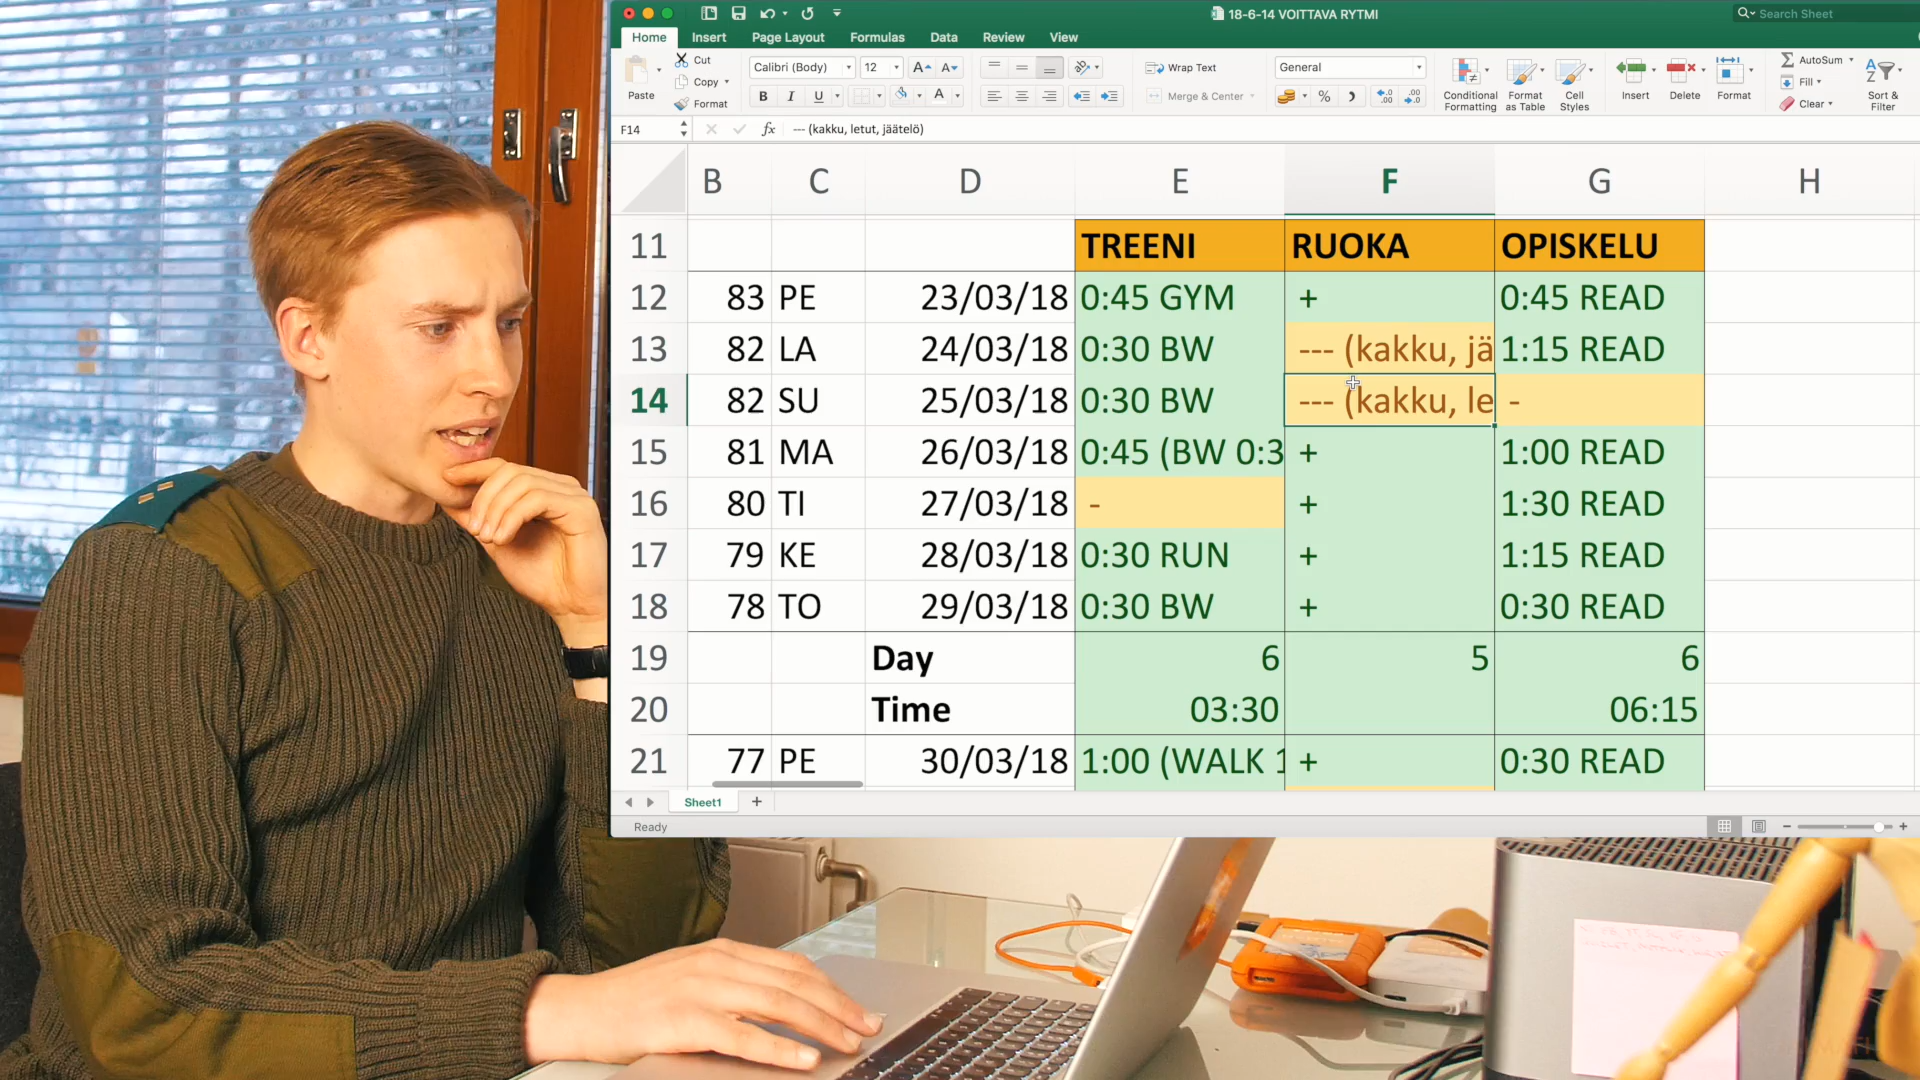 18-6-14 VOITTAVA RYTMI
Search Sheet
Home Insert Page Layout Formulas Data Review View
Paste
Cut
Copy
Format
Calibri (Body) 12
B I U A
Wrap Text
Merge & Center
General
Conditional Formatting
Format as Table
Cell Styles
Insert
Delete
Format
AutoSum
Fill
Clear
Sort & Filter
F14 fx --- (kakku, letut, jäätelö)
B C D E F G H
11 TREENI RUOKA OPISKELU
12 83 PE 23/03/18 0:45 GYM + 0:45 READ
13 82 LA 24/03/18 0:30 BW --- (kakku, jä 1:15 READ
14 82 SU 25/03/18 0:30 BW --- (kakku, le -
15 81 MA 26/03/18 0:45 (BW 0:3 + 1:00 READ
16 80 TI 27/03/18 - + 1:30 READ
17 79 KE 28/03/18 0:30 RUN + 1:15 READ
18 78 TO 29/03/18 0:30 BW + 0:30 READ
19 Day 6 5 6
20 Time 03:30 06:15
21 77 PE 30/03/18 1:00 (WALK 1 + 0:30 READ
Sheet1 +
Ready